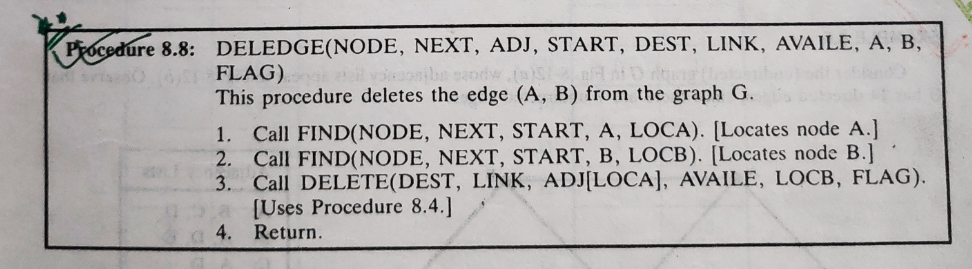 Procedure 8.8: DELEDGE(NODE, NEXT, ADJ, START, DEST, LINK, AVAILE, A, B,
FLAG)
This procedure deletes the edge (A, B) from the graph G.
1. Call FIND(NODE, NEXT, START, A, LOCA). [Locates node A.]
2. Call FIND(NODE, NEXT, START, B, LOCB). [Locates node B.]
3. Call DELETE(DEST, LINK, ADJ[LOCA], AVAILE, LOCB, FLAG).
[Uses Procedure 8.4.]
4. Return.